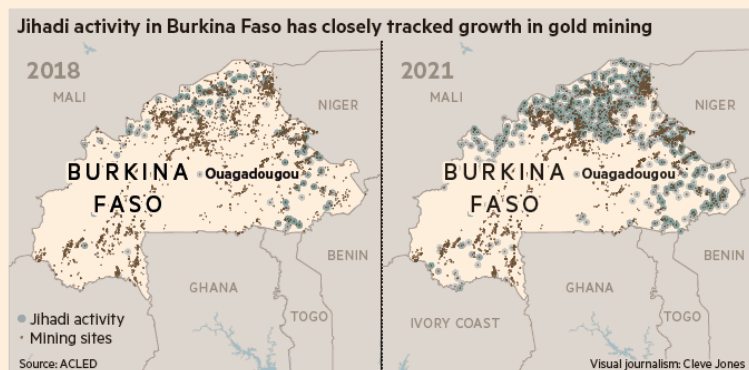 Jihadi activity in Burkina Faso has closely tracked growth in gold mining
2018
MALI
NIGER
BURKINA
FASO
Ouagadougou
BENIN
GHANA
TOGO
Jihadi activity
Mining sites
Source: ACLED
2021
MALI
NIGER
BURKINA
FASO
Ouagadougou
BENIN
GHANA
TOGO
IVORY COAST
Visual journalism: Cleve Jones